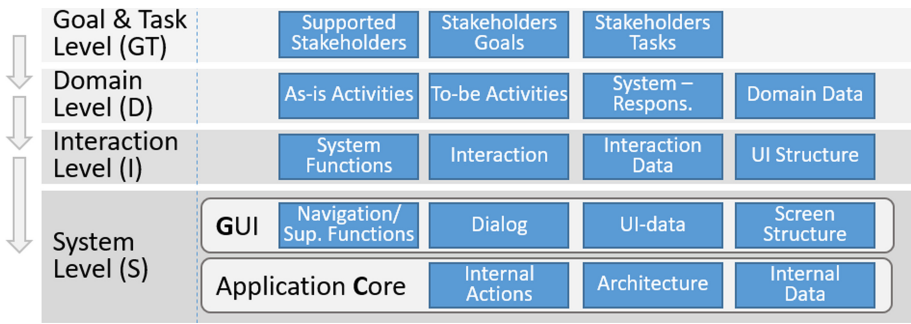 Goal & Task
Level (GT)
Supported
Stakeholders
Stakeholders
Goals
Stakeholders
Tasks
Domain
Level (D)
As-is Activities
To-be Activities
System –
Respons.
Domain Data
Interaction
Level (I)
System
Functions
Interaction
Interaction
Data
UI Structure
System
Level (S)
GUI
Navigation/
Sup. Functions
Dialog
UI-data
Screen
Structure
Application Core
Internal
Actions
Architecture
Internal
Data